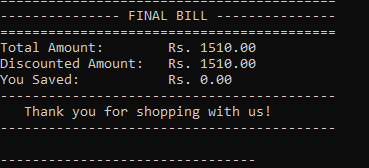 ========================================
--------------- FINAL BILL ---------------
========================================
Total Amount:        Rs. 1510.00
Discounted Amount:   Rs. 1510.00
You Saved:           Rs. 0.00
------------------------------------------
   Thank you for shopping with us!
------------------------------------------
--------------------------------